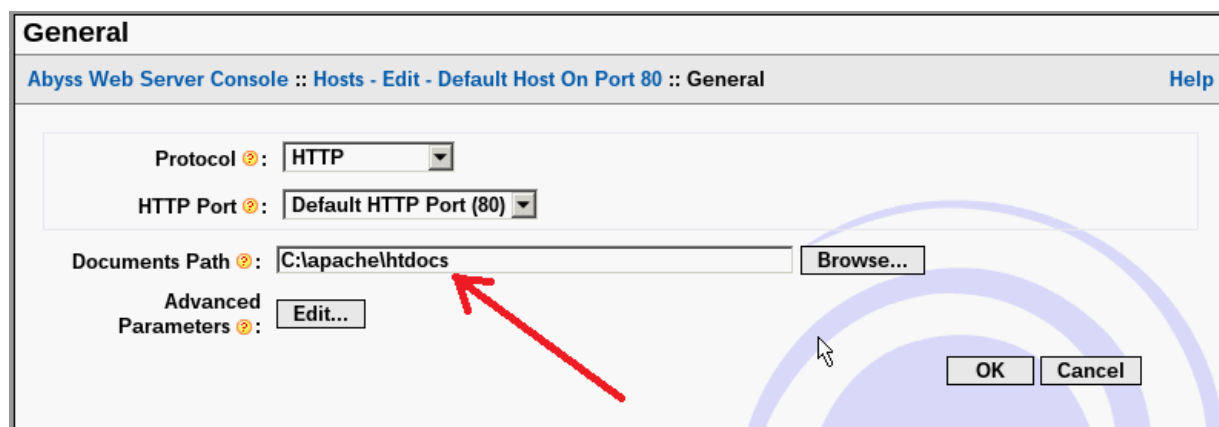 General
Abyss Web Server Console :: Hosts - Edit - Default Host On Port 80 :: General Help
Protocol ?: HTTP
HTTP Port ?: Default HTTP Port (80)
Documents Path ?: C:\apache\htdocs Browse...
Advanced
Parameters ?: Edit...
OK Cancel